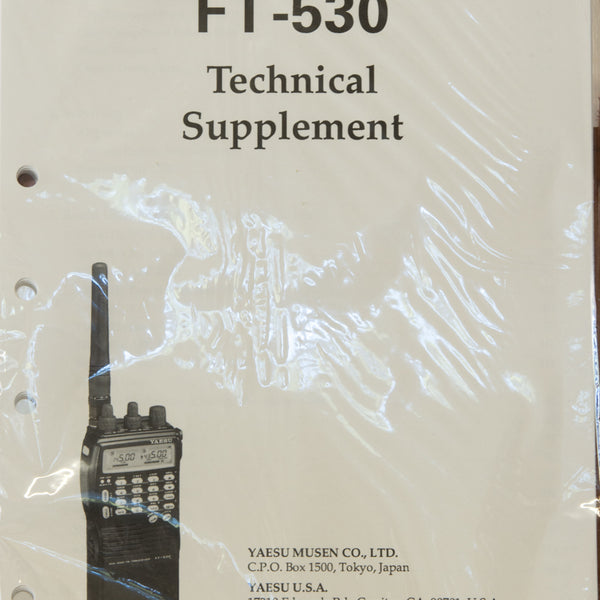 FT-530
Technical
Supplement
YAESU
YAESU MUSEN CO., LTD.
C.P.O. Box 1500, Tokyo, Japan
YAESU U.S.A.